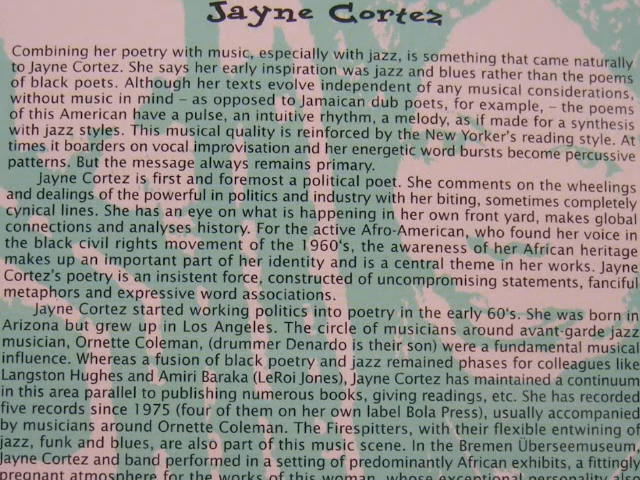 Jayne Cortez
Combining her poetry with music, especially with jazz, is something that came naturally
to Jayne Cortez. She says her early inspiration was jazz and blues rather than the poems
of black poets. Although her texts evolve independent of any musical considerations,
without music in mind – as opposed to Jamaican dub poets, for example, – the poems
of this American have a pulse, an intuitive rhythm, a melody, as if made for a synthesis
with jazz styles. This musical quality is reinforced by the New Yorker's reading style. At
times it boarders on vocal improvisation and her energetic word bursts become percussive
patterns. But the message always remains primary.
Jayne Cortez is first and foremost a political poet. She comments on the wheelings
and dealings of the powerful in politics and industry with her biting, sometimes completely
cynical lines. She has an eye on what is happening in her own front yard, makes global
connections and analyses history. For the active Afro-American, who found her voice in
the black civil rights movement of the 1960's, the awareness of her African heritage
makes up an important part of her identity and is a central theme in her works. Jayne
Cortez's poetry is an insistent force, constructed of uncompromising statements, fanciful
metaphors and expressive word associations.
Jayne Cortez started working politics into poetry in the early 60's. She was born in
Arizona but grew up in Los Angeles. The circle of musicians around avant-garde jazz
musician, Ornette Coleman, (drummer Denardo is their son) were a fundamental musical
influence. Whereas a fusion of black poetry and jazz remained phases for colleagues like
Langston Hughes and Amiri Baraka (LeRoi Jones), Jayne Cortez has maintained a continuum
in this area parallel to publishing numerous books, giving readings, etc. She has recorded
five records since 1975 (four of them on her own label Bola Press), usually accompanied
by musicians around Ornette Coleman. The Firespitters, with their flexible entwining of
jazz, funk and blues, are also part of this music scene. In the Bremen Überseemuseum,
Jayne Cortez and band performed in a setting of predominantly African exhibits, a fittingly
pregnant atmosphere for the works of this woman, whose exceptional personality also